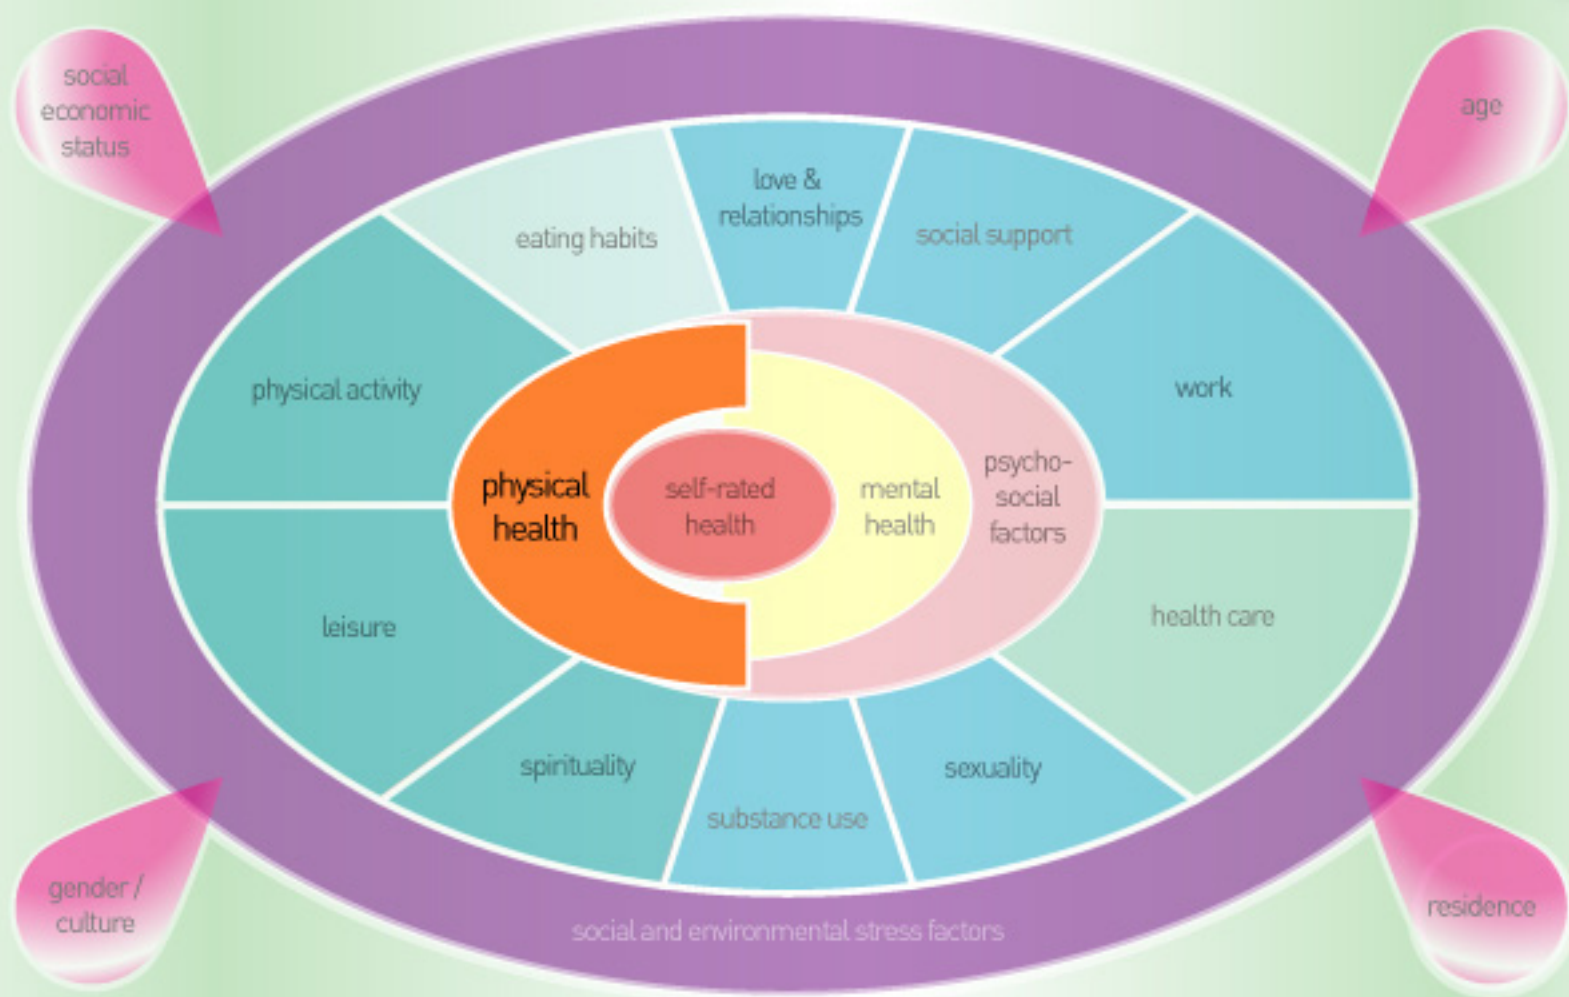 social
economic
status
age
love &
relationships
eating habits
social support
physical activity
work
physical
health
self-rated
health
mental
health
psycho-
social
factors
leisure
health care
spirituality
substance use
sexuality
gender /
culture
residence
social and environmental stress factors